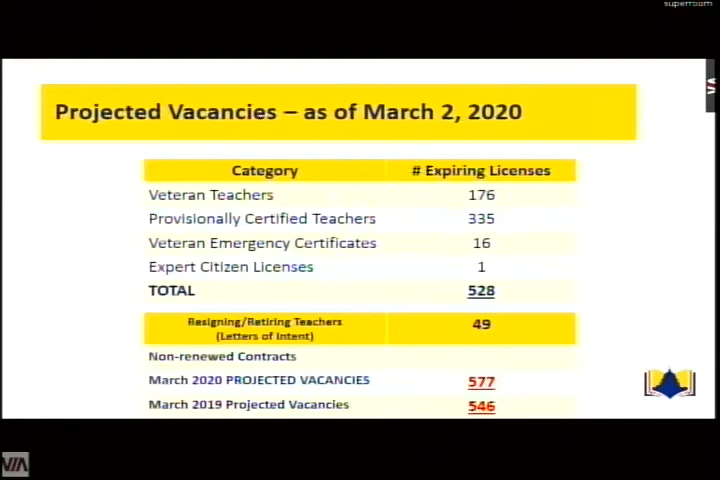 superroom
Projected Vacancies – as of March 2, 2020
Category # Expiring Licenses
Veteran Teachers 176
Provisionally Certified Teachers 335
Veteran Emergency Certificates 16
Expert Citizen Licenses 1
TOTAL 528
Resigning/Retiring Teachers 49
(Letters of Intent)
Non-renewed Contracts
March 2020 PROJECTED VACANCIES 577
March 2019 Projected Vacancies 546
VIA